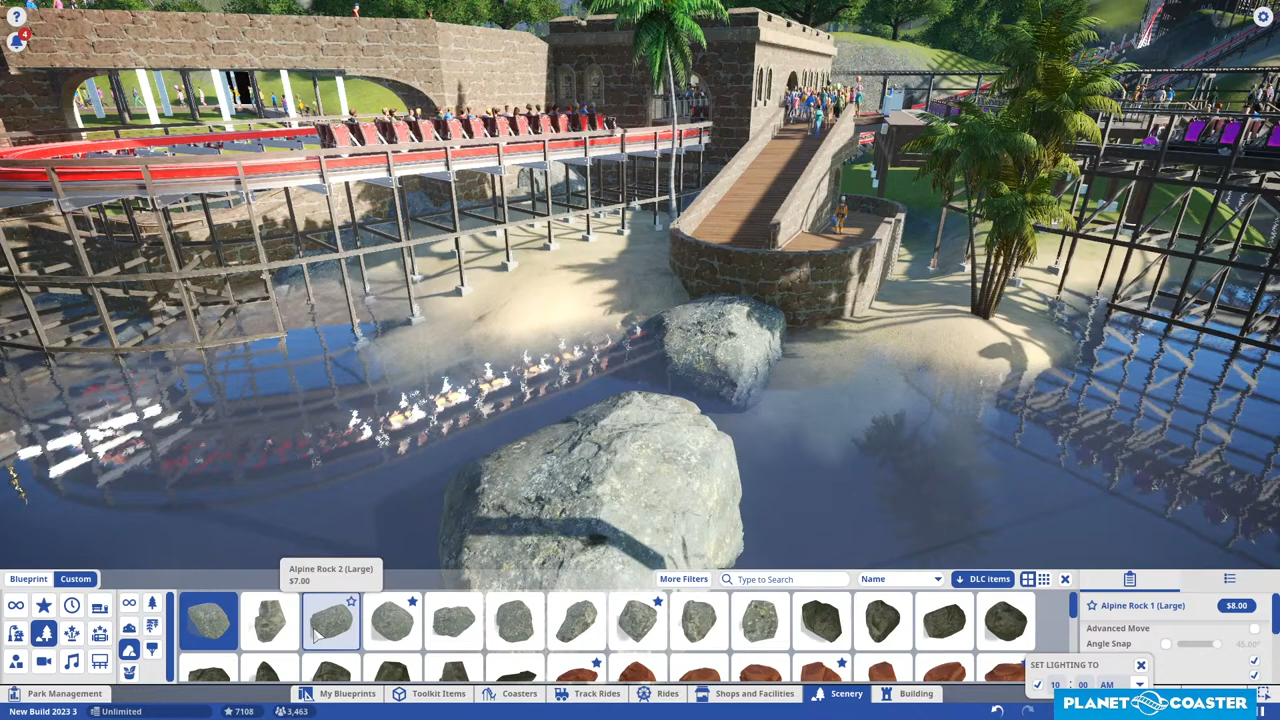 ?
4
Alpine Rock 2 (Large)
$7.00
Blueprint
Custom
More Filters
Type to Search
Name
DLC items
Alpine Rock 1 (Large)
$8.00
Advanced Move
Angle Snap
45.00°
SET LIGHTING TO
10 : 00 AM
Park Management
My Blueprints
Toolkit Items
Coasters
Track Rides
Rides
Shops and Facilities
Scenery
Building
PLANET COASTER
New Build 2023 3
Unlimited
7108
3,463